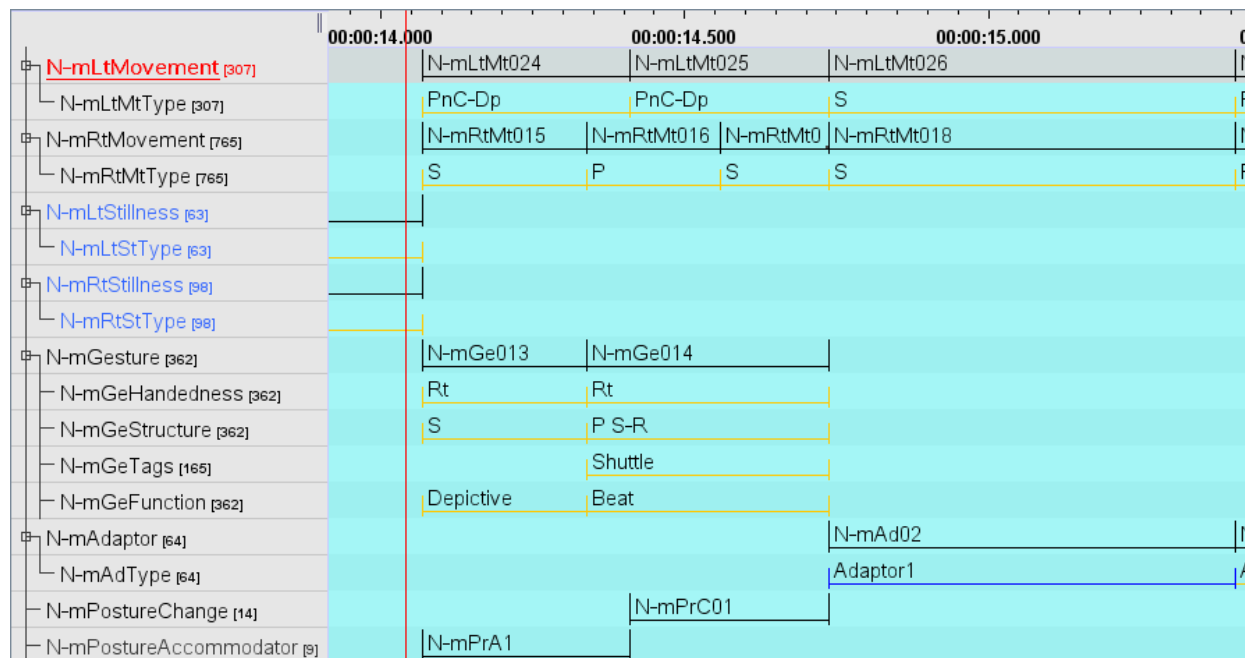 00:00:14.000 00:00:14.500 00:00:15.000 0
N-mLtMovement [307] N-mLtMt024 N-mLtMt025 N-mLtMt026
N-mLtMtType [307] PnC-Dp PnC-Dp S
N-mRtMovement [765] N-mRtMt015 N-mRtMt016 N-mRtMt0 N-mRtMt018
N-mRtMtType [765] S P S S
N-mLtStillness [63]
N-mLtStType [63]
N-mRtStillness [98]
N-mRtStType [98]
N-mGesture [362] N-mGe013 N-mGe014
N-mGeHandedness [362] Rt Rt
N-mGeStructure [362] S P S-R
N-mGeTags [165] Shuttle
N-mGeFunction [362] Depictive Beat
N-mAdaptor [64] N-mAd02
N-mAdType [64] Adaptor1
N-mPostureChange [14] N-mPrC01
N-mPostureAccommodator [9] N-mPrA1